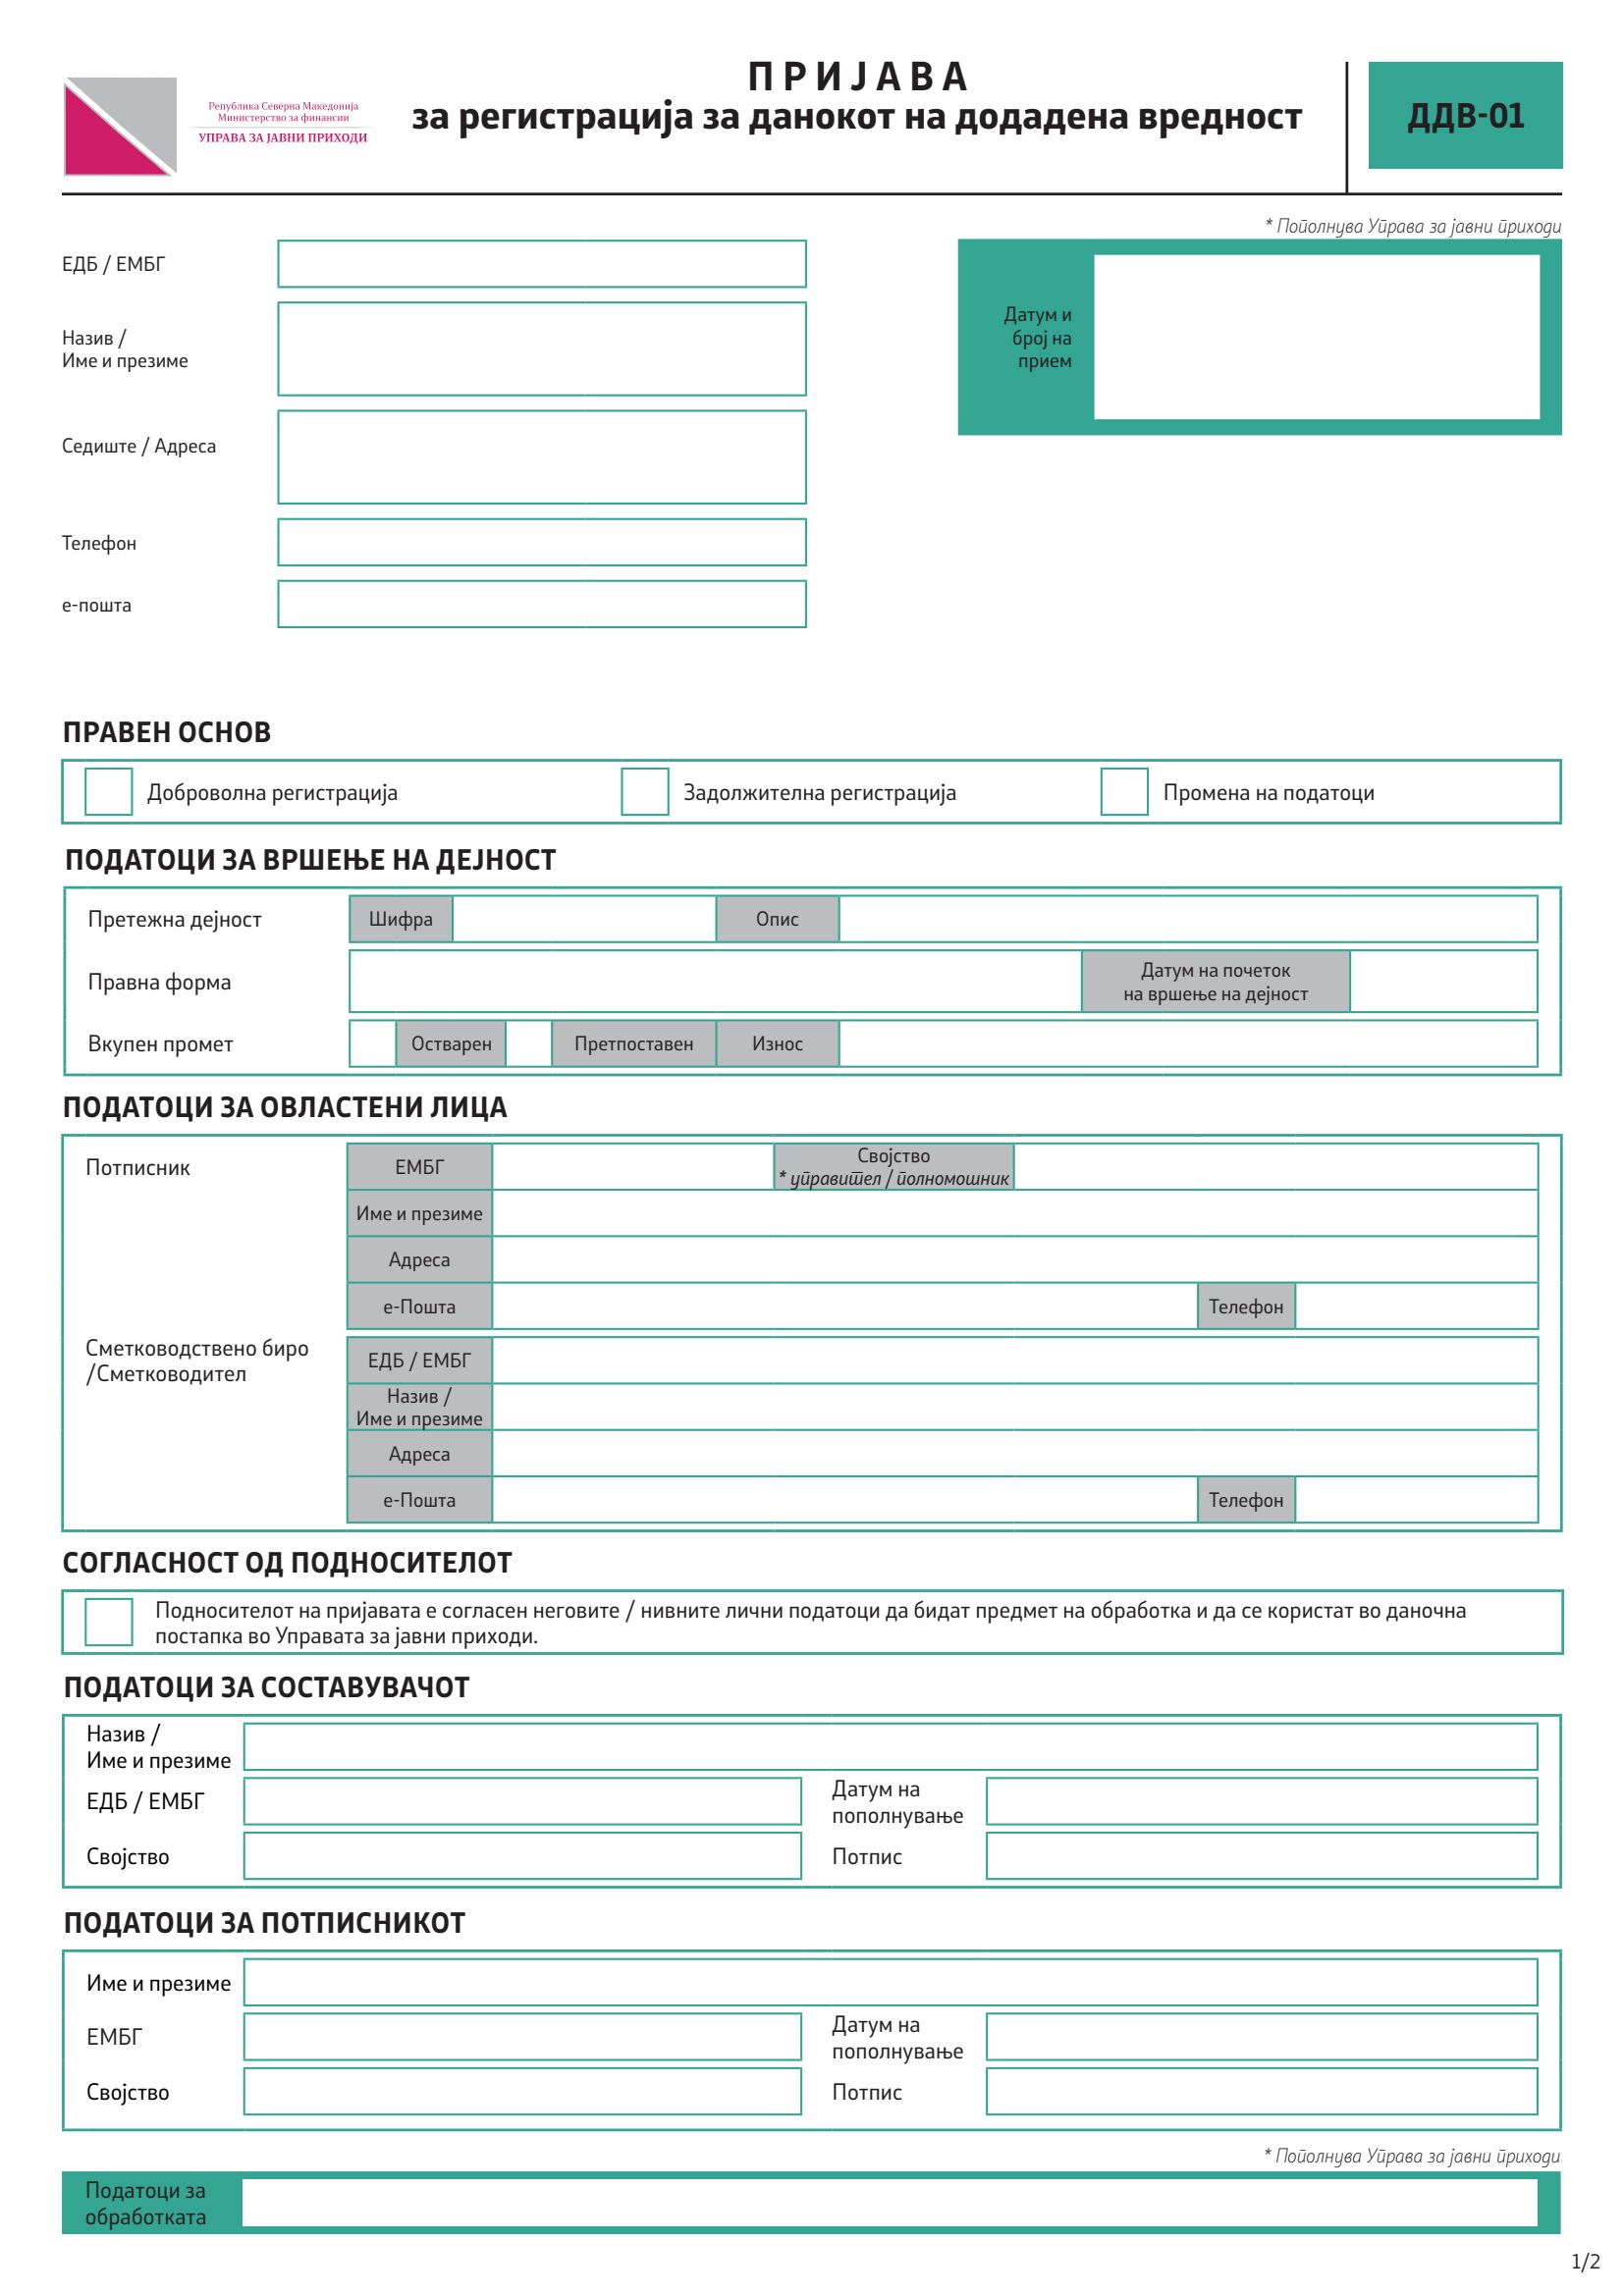 Република Северна Македонија
Министерство за финансии
УПРАВА ЗА ЈАВНИ ПРИХОДИ
ПРИЈАВА
за регистрација за данокот на додадена вредност
ДДВ-01
* Пополнува Управа за јавни приходи
ЕДБ / ЕМБГ
Назив /
Име и презиме
Седиште / Адреса
Телефон
е-пошта
Датум и
број на
прием
ПРАВЕН ОСНОВ
Доброволна регистрација
Задолжителна регистрација
Промена на податоци
ПОДАТОЦИ ЗА ВРШЕЊЕ НА ДЕЈНОСТ
Претежна дејност
Шифра
Опис
Правна форма
Датум на почеток
на вршење на дејност
Вкупен промет
Остварен
Претпоставен
Износ
ПОДАТОЦИ ЗА ОВЛАСТЕНИ ЛИЦА
Потписник
ЕМБГ
Својство
* управител / полномошник
Име и презиме
Адреса
е-Пошта
Телефон
Сметководствено биро
/Сметководител
ЕДБ / ЕМБГ
Назив /
Име и презиме
Адреса
е-Пошта
Телефон
СОГЛАСНОСТ ОД ПОДНОСИТЕЛОТ
Подносителот на пријавата е согласен неговите / нивните лични податоци да бидат предмет на обработка и да се користат во даночна
постапка во Управата за јавни приходи.
ПОДАТОЦИ ЗА СОСТАВУВАЧОТ
Назив /
Име и презиме
ЕДБ / ЕМБГ
Датум на
пополнување
Својство
Потпис
ПОДАТОЦИ ЗА ПОТПИСНИКОТ
Име и презиме
ЕМБГ
Датум на
пополнување
Својство
Потпис
* Пополнува Управа за јавни приходи
Податоци за
обработката
1/2